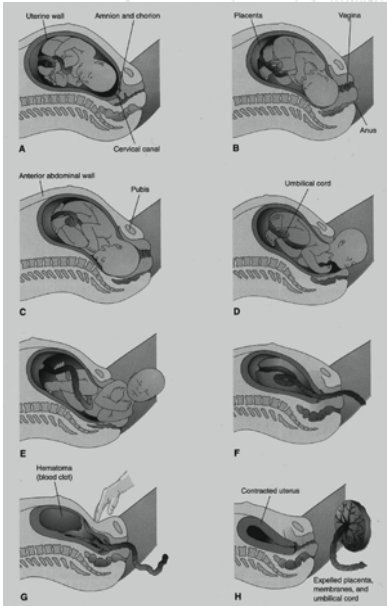 Uterine wall
Amnion and chorion
Placenta
Vagina
A
Cervical canal
B
Anus
Anterior abdominal wall
Pubis
Umbilical cord
C
D
E
F
Hematoma
(blood clot)
Contracted uterus
G
H
Expelled placenta,
membranes, and
umbilical cord